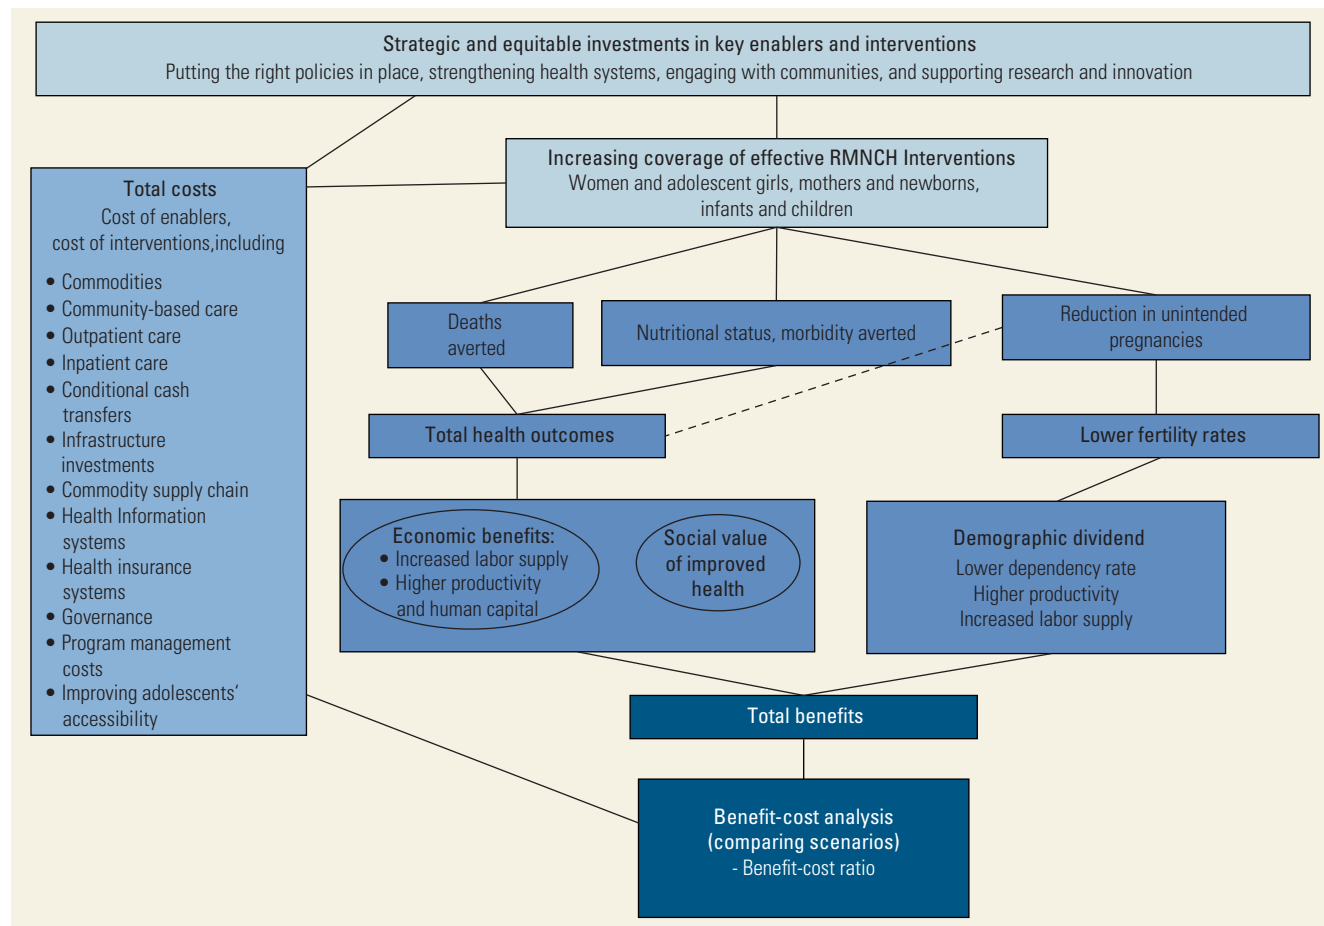 Strategic and equitable investments in key enablers and interventions
Putting the right policies in place, strengthening health systems, engaging with communities, and supporting research and innovation
Increasing coverage of effective RMNCH Interventions
Women and adolescent girls, mothers and newborns,
infants and children
Total costs
Cost of enablers,
cost of interventions,including
• Commodities
• Community-based care
• Outpatient care
• Inpatient care
• Conditional cash
transfers
• Infrastructure
investments
• Commodity supply chain
• Health Information
systems
• Health insurance
systems
• Governance
• Program management
costs
• Improving adolescents’
accessibility
Deaths
averted
Nutritional status, morbidity averted
Reduction in unintended
pregnancies
Total health outcomes
Lower fertility rates
Economic benefits:
• Increased labor supply
• Higher productivity
and human capital
Social value
of improved
health
Demographic dividend
Lower dependency rate
Higher productivity
Increased labor supply
Total benefits
Benefit-cost analysis
(comparing scenarios)
- Benefit-cost ratio